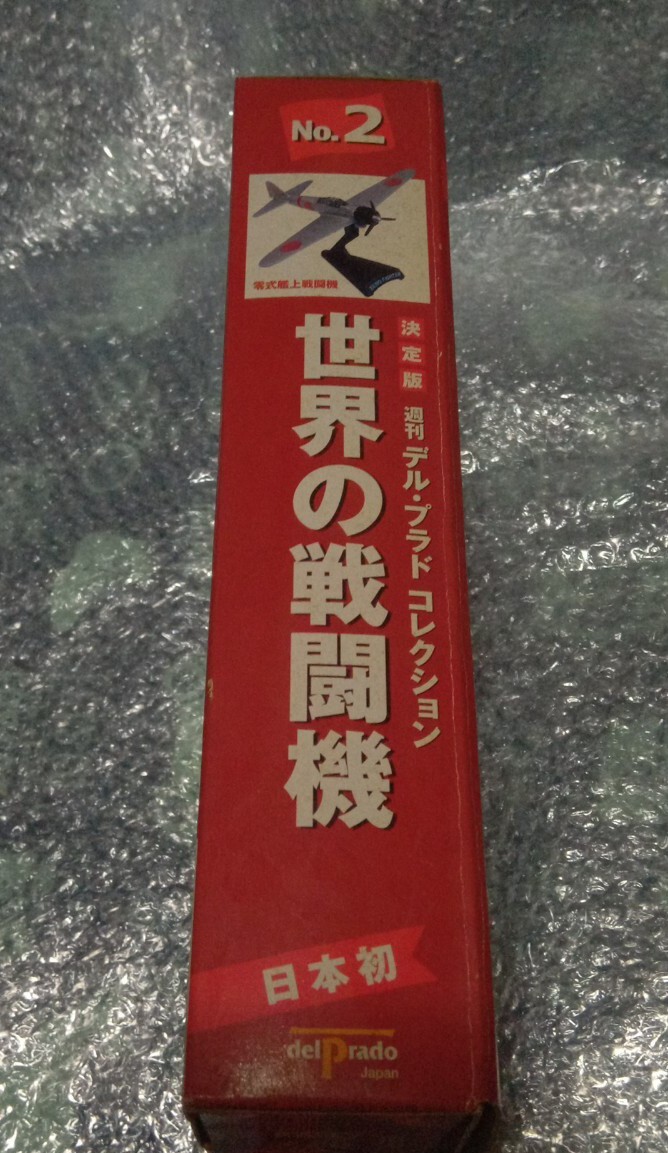 No.2
零式艦上戦闘機
決定版 週刊 デル・プラド コレクション
世界の戦闘機
日本初
delPrado
Japan